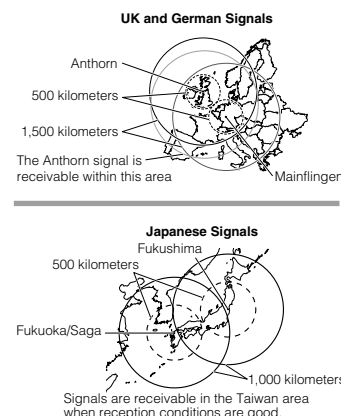 UK and German Signals
Anthorn
500 kilometers
1,500 kilometers
The Anthorn signal is
receivable within this area
Mainflingen
Japanese Signals
Fukushima
500 kilometers
Fukuoka/Saga
1,000 kilometers
Signals are receivable in the Taiwan area
when reception conditions are good.